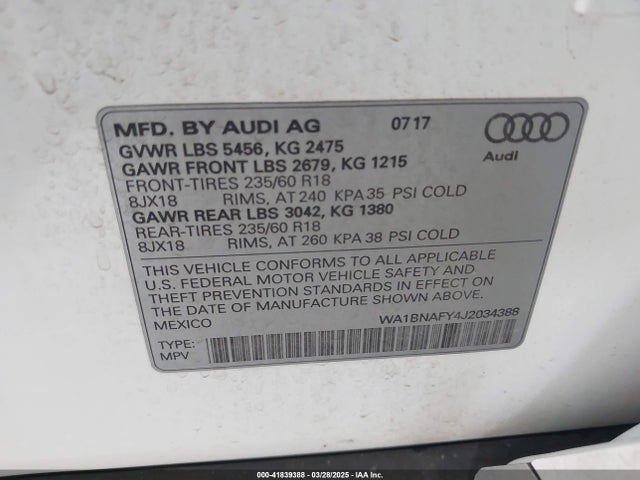 MFD. BY AUDI AG 07 17
GVWR LBS 5456, KG 2475
GAWR FRONT LBS 2679, KG 1215
FRONT-TIRES 235/60 R18
8JX18 RIMS, AT 240 KPA 35 PSI COLD
GAWR REAR LBS 3042, KG 1380
REAR-TIRES 235/60 R18
8JX18 RIMS, AT 260 KPA 38 PSI COLD
Audi
THIS VEHICLE CONFORMS TO ALL APPLICABLE
U.S. FEDERAL MOTOR VEHICLE SAFETY AND
THEFT PREVENTION STANDARDS IN EFFECT ON
THE DATE OF MANUFACTURE SHOWN ABOVE.
MEXICO WA1BNAFY4J2034388
TYPE:
MPV
000-41839388 | 03/28/2025 | IAA Inc.